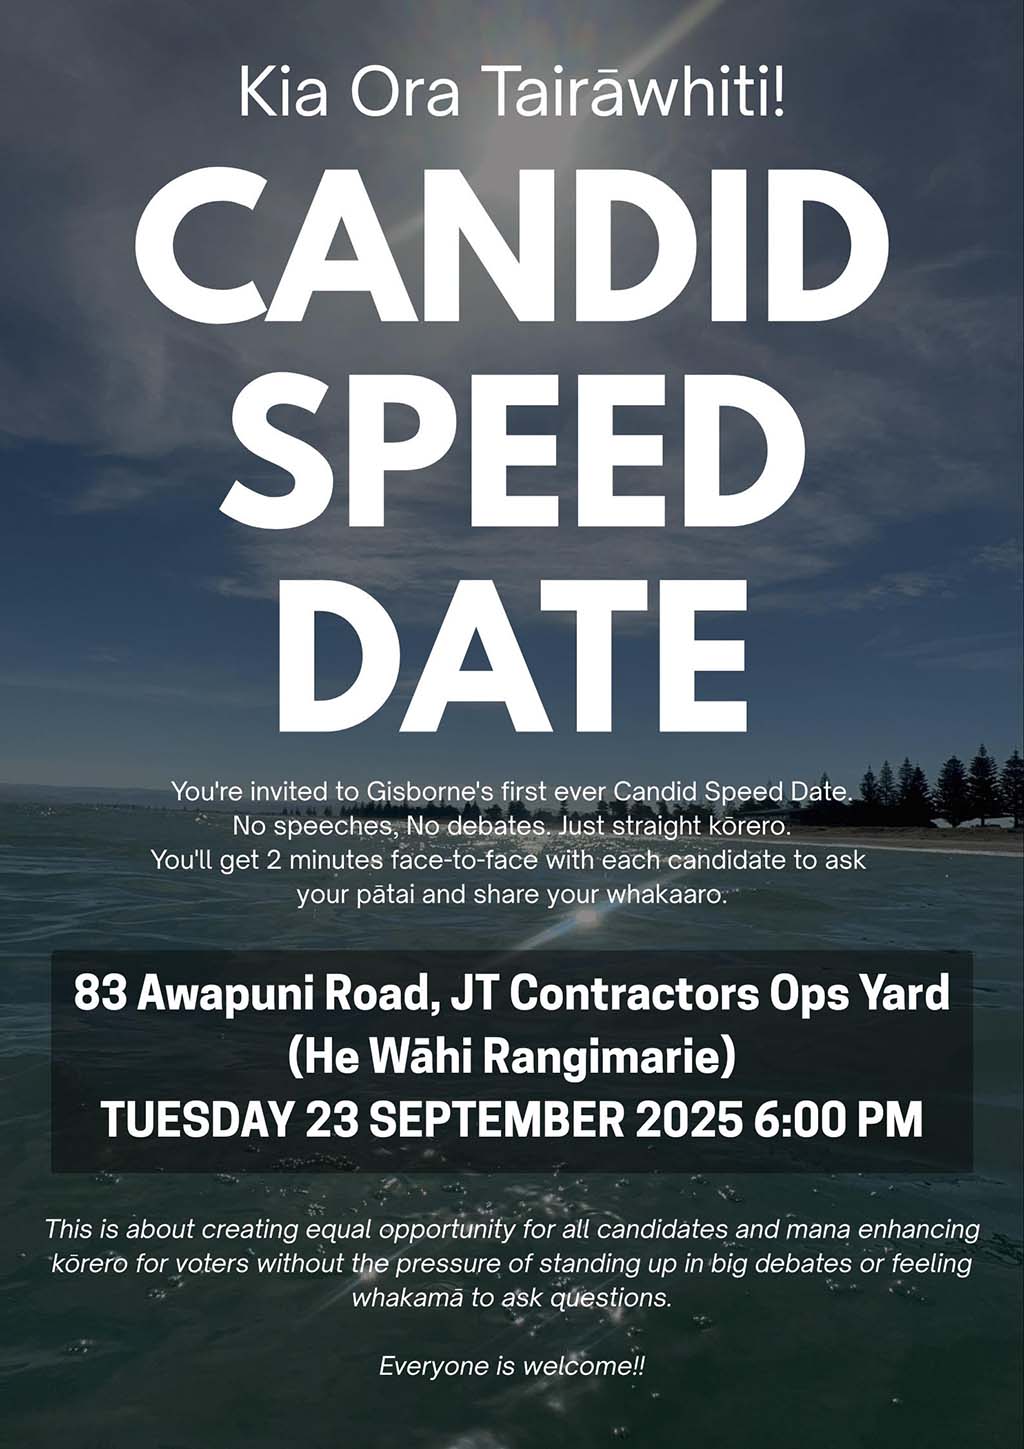 Kia Ora Tairāwhiti!
CANDID
SPEED
DATE
You're invited to Gisborne's first ever Candid Speed Date.
No speeches, No debates. Just straight kōrero.
You'll get 2 minutes face-to-face with each candidate to ask
your pātai and share your whakaaro.
83 Awapuni Road, JT Contractors Ops Yard
(He Wāhi Rangimarie)
TUESDAY 23 SEPTEMBER 2025 6:00 PM
This is about creating equal opportunity for all candidates and mana enhancing
kōrero for voters without the pressure of standing up in big debates or feeling
whakamā to ask questions.
Everyone is welcome!!